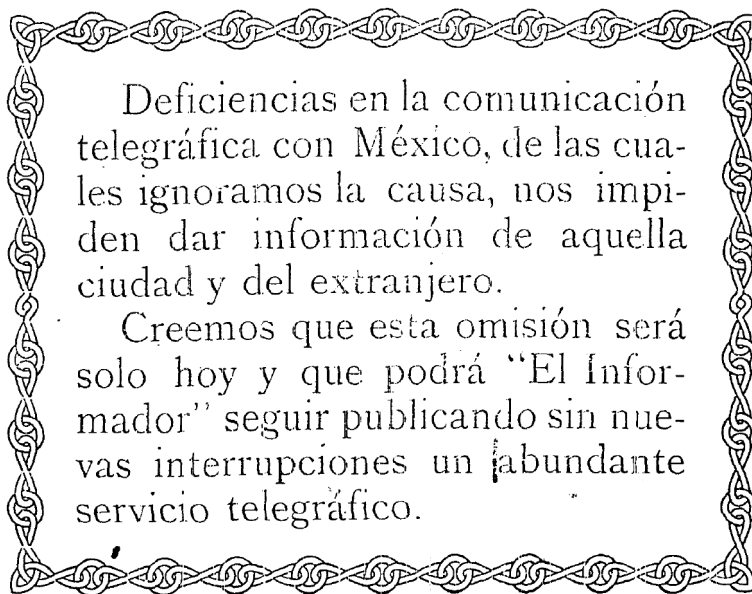 Deficiencias en la comunicación
telegráfica con México, de las cua-
les ignoramos la causa, nos impi-
den dar información de aquella
ciudad y del extranjero.
Creemos que esta omisión será
solo hoy y que podrá “El Infor-
mador” seguir publicando sin nue-
vas interrupciones un abundante
servicio telegráfico.